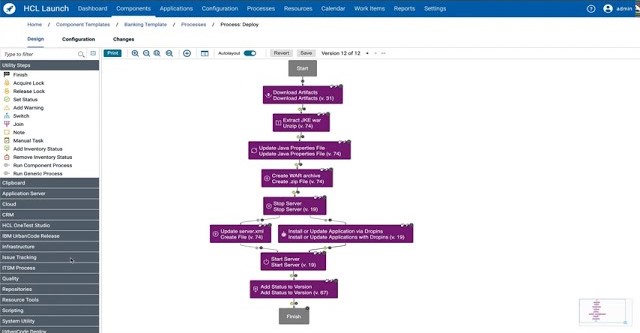 HCL Launch
Dashboard Components Applications Configuration Processes Resources Calendar Work Items Reports Settings
admin
Home / Component Templates / Banking Template / Processes / Process: Deploy
Design Configuration Changes
Type to filter
Print
Autolayout
Revert
Save
Version 12 of 12
Utility Steps
Finish
Acquire Lock
Release Lock
Set Status
Add Warning
Switch
Join
Note
Manual Task
Add Inventory Status
Remove Inventory Status
Run Component Process
Run Generic Process
Clipboard
Application Server
Cloud
CRM
HCL OneTest Studio
IBM UrbanCode Release
Infrastructure
Issue Tracking
ITSM Process
Quality
Repositories
Resource Tools
Scripting
System Utility
UrbanCode Deploy
Start
Download Artifacts
Download Artifacts (v. 31)
Extract JKE war
Unzip (v. 74)
Update Java Properties File
Update Java Properties File (v. 74)
Create WAR archive
Create .zip File (v. 74)
Stop Server
Stop Server (v. 19)
Update server.xml
Create File (v. 74)
Install or Update Application via Dropins
Install or Update Applications with Dropins (v. 19)
Start Server
Start Server (v. 19)
Add Status to Version
Add Status to Version (v. 67)
Finish